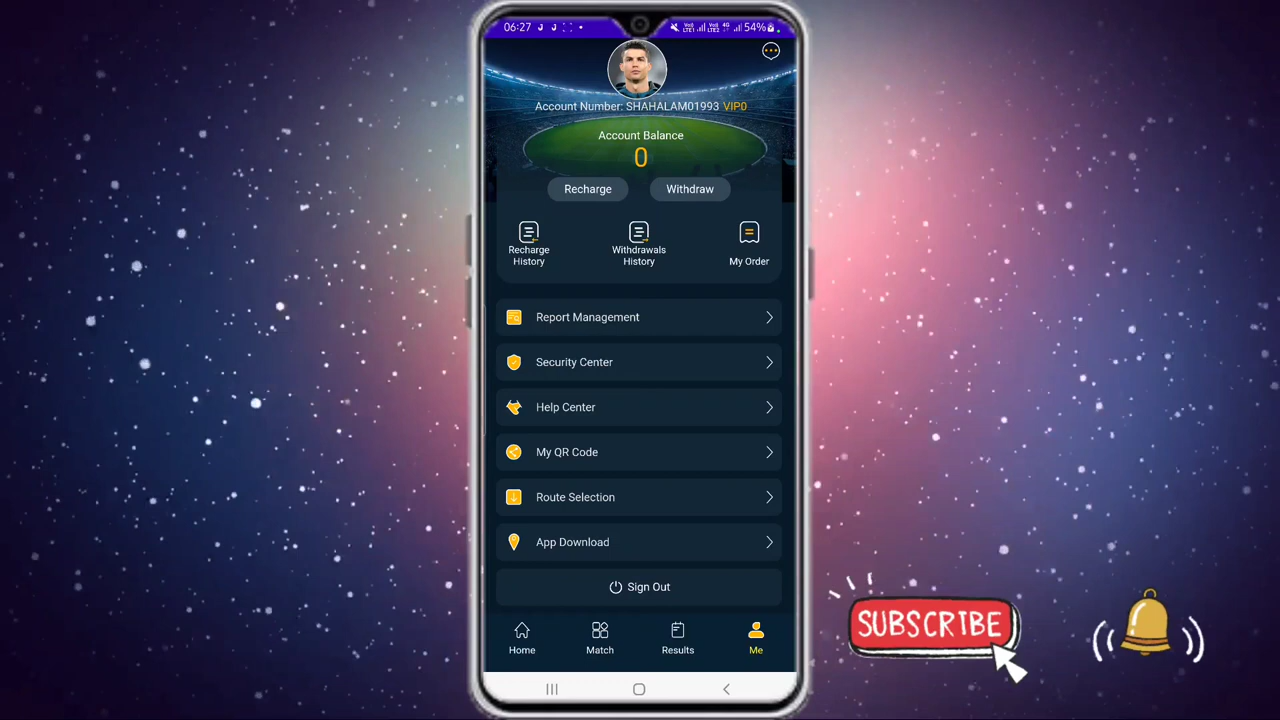 06:27
54%
Account Number: SHAHALAM01993 VIP0
Account Balance
0
Recharge
Withdraw
Recharge
History
Withdrawals
History
My Order
Report Management
Security Center
Help Center
My QR Code
Route Selection
App Download
Sign Out
Home
Match
Results
Me
SUBSCRIBE